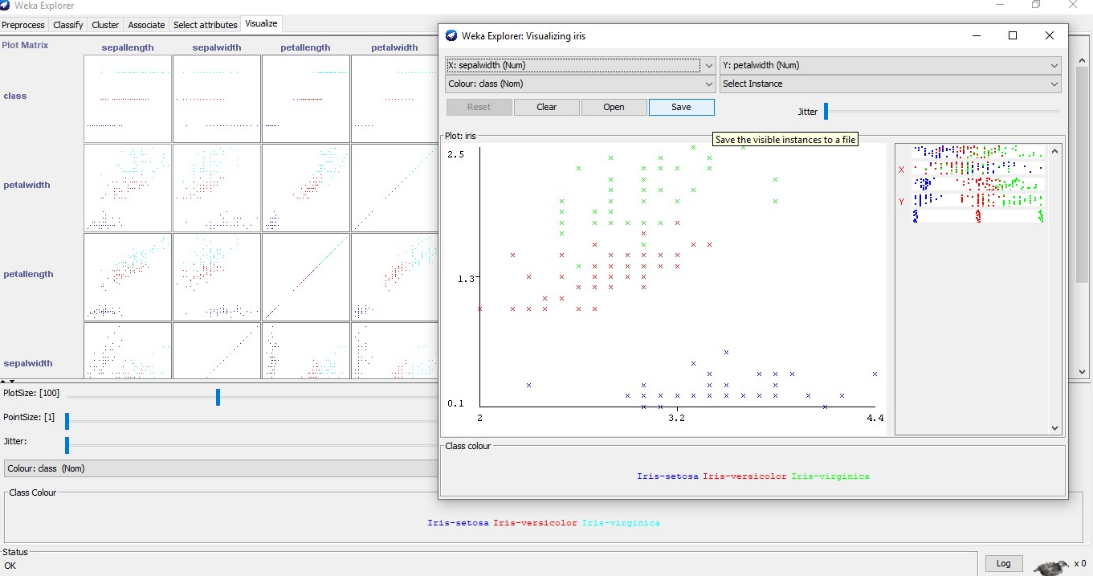 Weka Explorer
Preprocess Classify Cluster Associate Select attributes Visualize
Plot Matrix
sepallength sepalwidth petallength petalwidth
class
petalwidth
petallength
sepalwidth
PlotSize: [100]
PointSize: [1]
Jitter:
Colour: class (Nom)
Class Colour
Iris-setosa Iris-versicolor Iris-virginica
Status
OK
Log
x 0
Weka Explorer: Visualizing iris
X: sepalwidth (Num)
Y: petalwidth (Num)
Colour: class (Nom)
Select Instance
Reset Clear Open Save
Jitter
Save the visible instances to a file
Plot: iris
2.5
1.3
0.1
2 3.2 4.4
X
Y
Class colour
Iris-setosa Iris-versicolor Iris-virginica